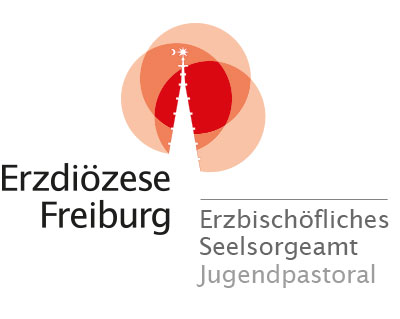 Erzdiözese
Freiburg
Erzbischöfliches
Seelsorgeamt
Jugendpastoral